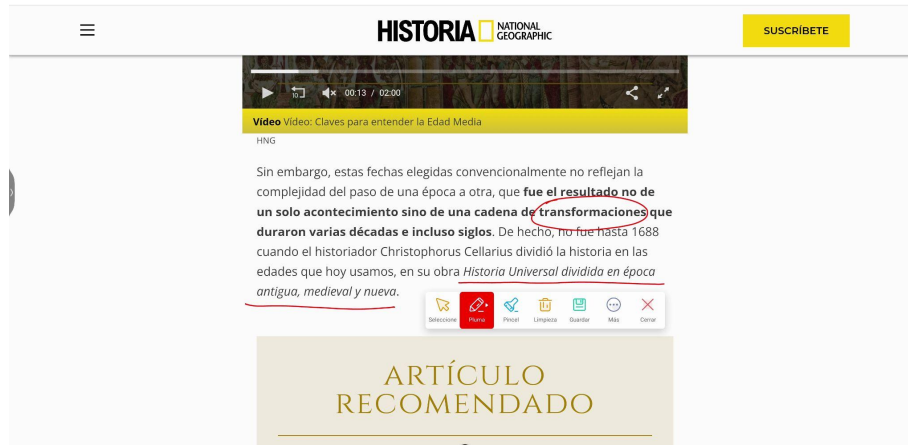 HISTORIA NATIONAL GEOGRAPHIC
SUSCRÍBETE
10
00:13 / 02:00
Vídeo Vídeo: Claves para entender la Edad Media
HNG
Sin embargo, estas fechas elegidas convencionalmente no reflejan la
complejidad del paso de una época a otra, que fue el resultado no de
un solo acontecimiento sino de una cadena de transformaciones que
duraron varias décadas e incluso siglos. De hecho, no fue hasta 1688
cuando el historiador Christophorus Cellarius dividió la historia en las
edades que hoy usamos, en su obra Historia Universal dividida en época
antigua, medieval y nueva.
Seleccione Pluma Pincel Limpieza Guardar Más Cerrar
ARTÍCULO
RECOMENDADO